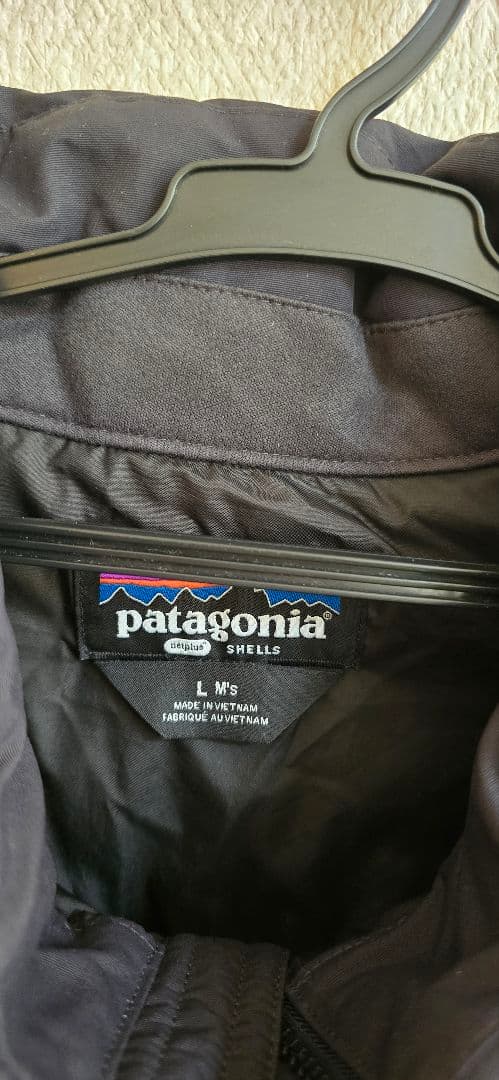 patagonia®
netplus® SHELLS
L M's
MADE IN VIETNAM
FABRIQUÉ AU VIETNAM